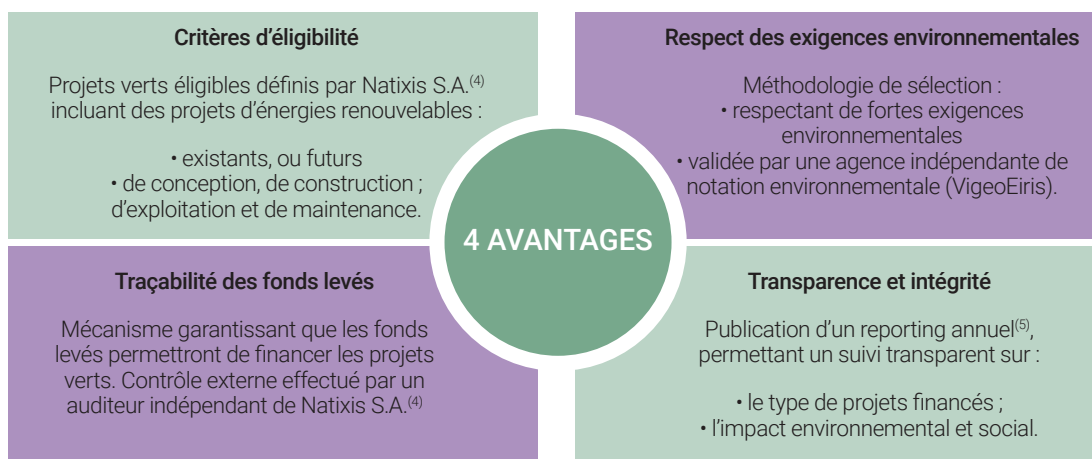 Critères d'éligibilité
Projets verts éligibles définis par Natixis S.A.(4)
incluant des projets d'énergies renouvelables :
• existants, ou futurs
• de conception, de construction ;
d'exploitation et de maintenance.
Respect des exigences environnementales
Méthodologie de sélection :
• respectant de fortes exigences
environnementales
• validée par une agence indépendante de
notation environnementale (VigeoEiris).
4 AVANTAGES
Traçabilité des fonds levés
Mécanisme garantissant que les fonds
levés permettront de financer les projets
verts. Contrôle externe effectué par un
auditeur indépendant de Natixis S.A.(4)
Transparence et intégrité
Publication d'un reporting annuel(5),
permettant un suivi transparent sur :
• le type de projets financés ;
• l'impact environnemental et social.